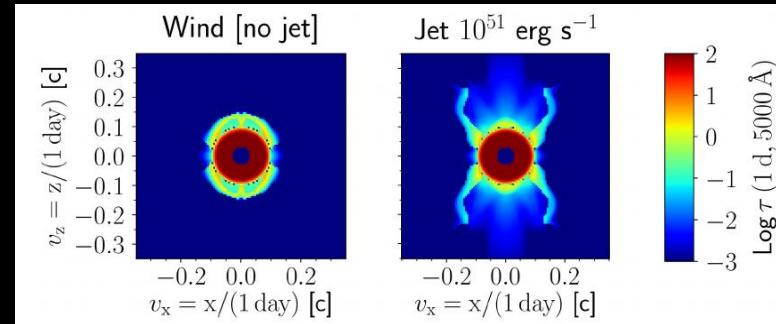 Wind [no jet]
Jet 10^{51} erg s^{-1}
v_z = z/(1 day) [c]
0.3
0.2
0.1
0.0
−0.1
−0.2
−0.3
−0.2 0.0 0.2
v_x = x/(1 day) [c]
−0.2 0.0 0.2
v_x = x/(1 day) [c]
2
1
0
−1
−2
−3
Log τ (1 d, 5000 Å)